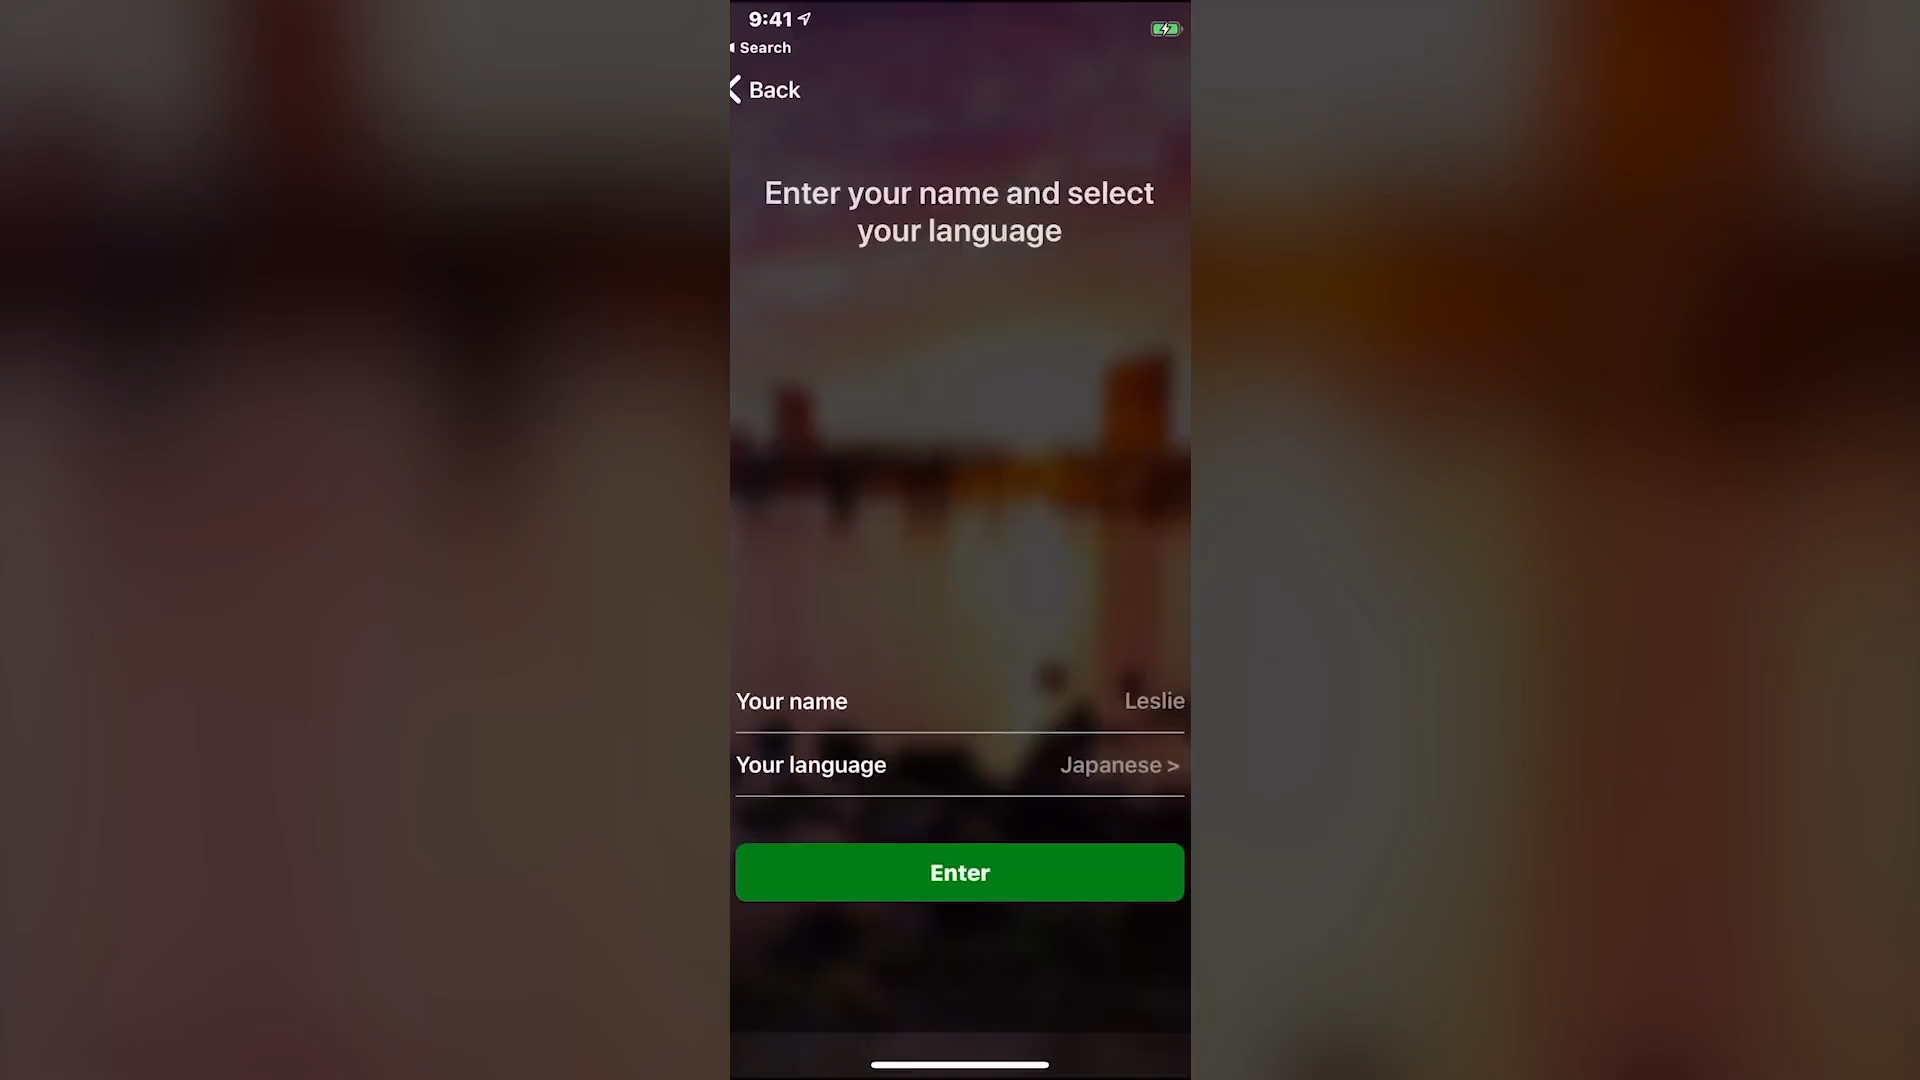 9:41
Search
Back
Enter your name and select
your language
Your name Leslie
Your language Japanese >
Enter